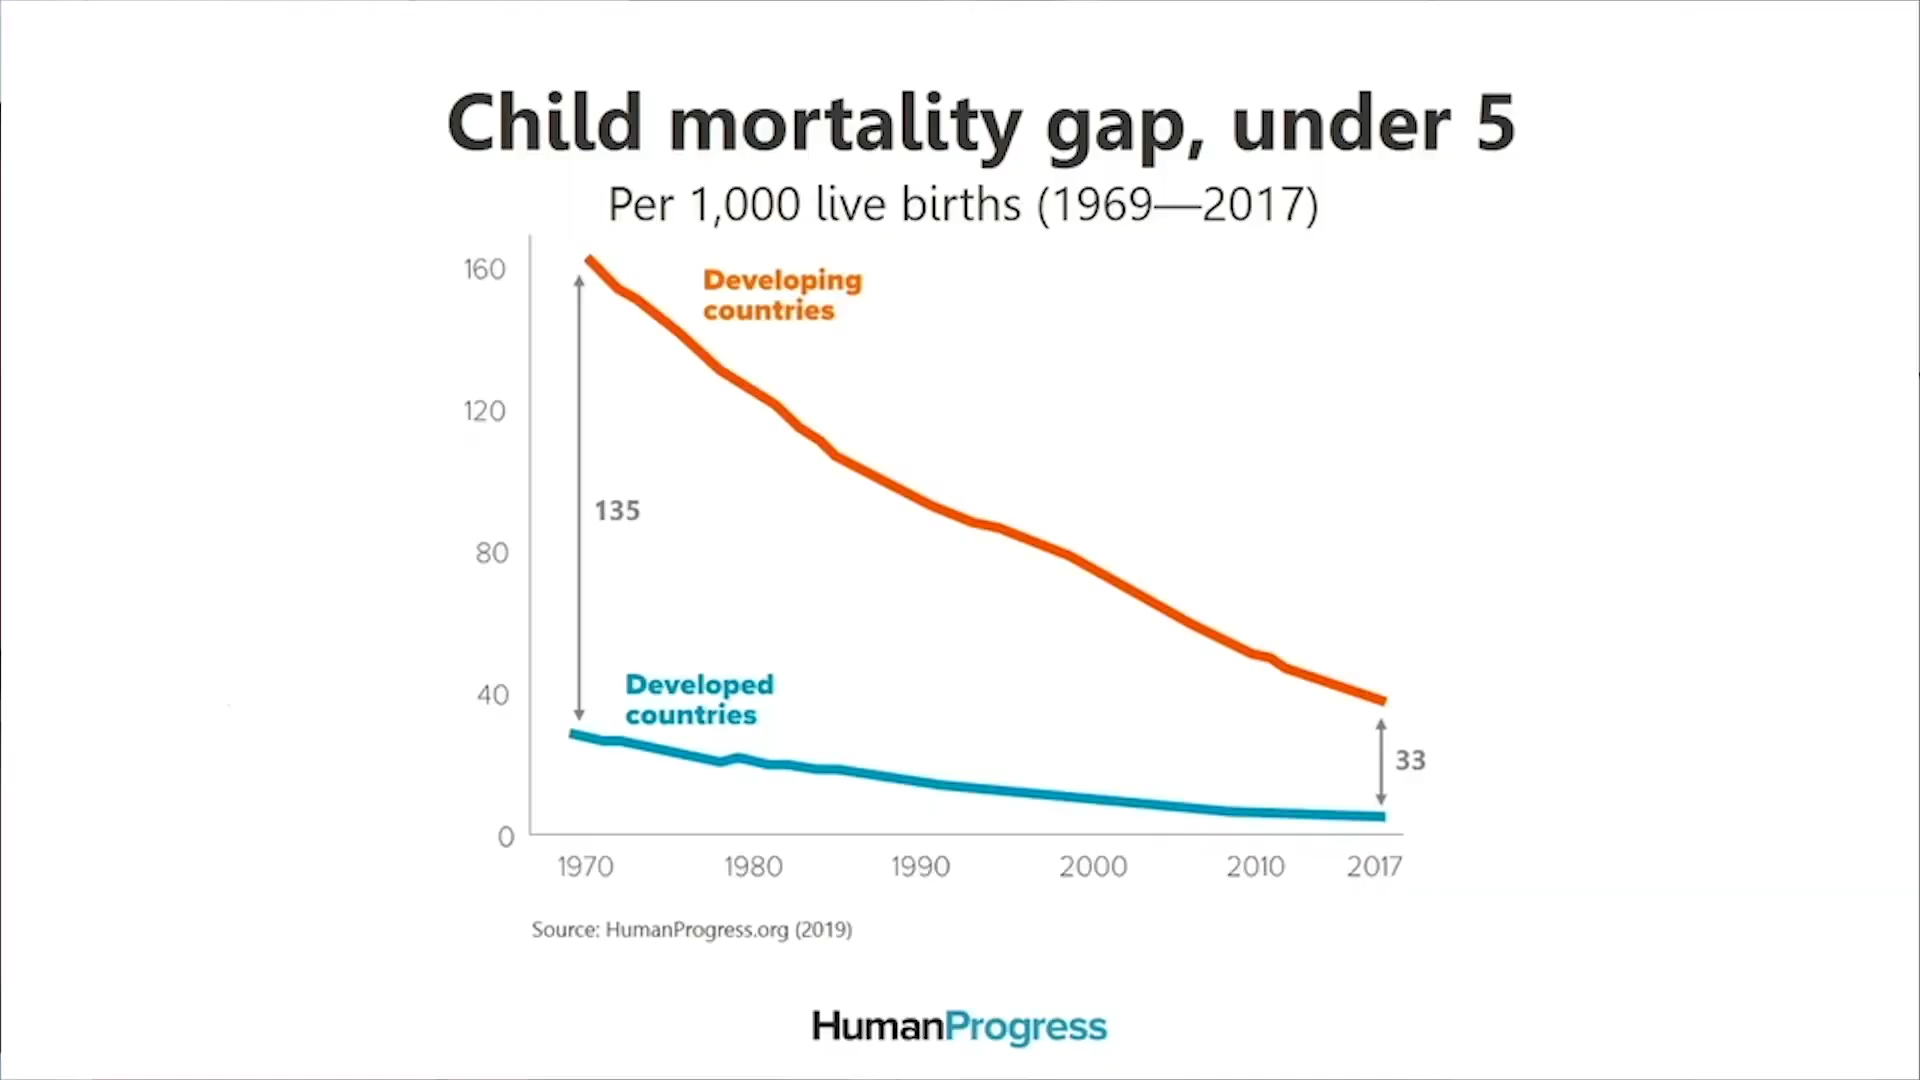 Child mortality gap, under 5
Per 1,000 live births (1969—2017)
160
Developing
countries
120
135
80
40
Developed
countries
33
0
1970 1980 1990 2000 2010 2017
Source: HumanProgress.org (2019)
HumanProgress